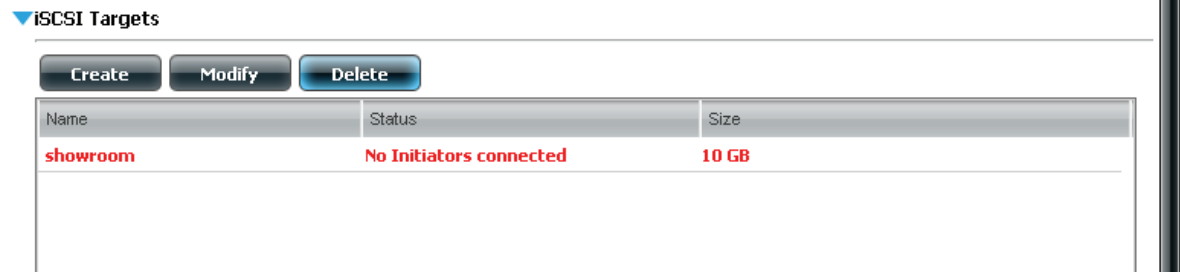 iSCSI Targets
Create Modify Delete
Name Status Size
showroom No Initiators connected 10 GB